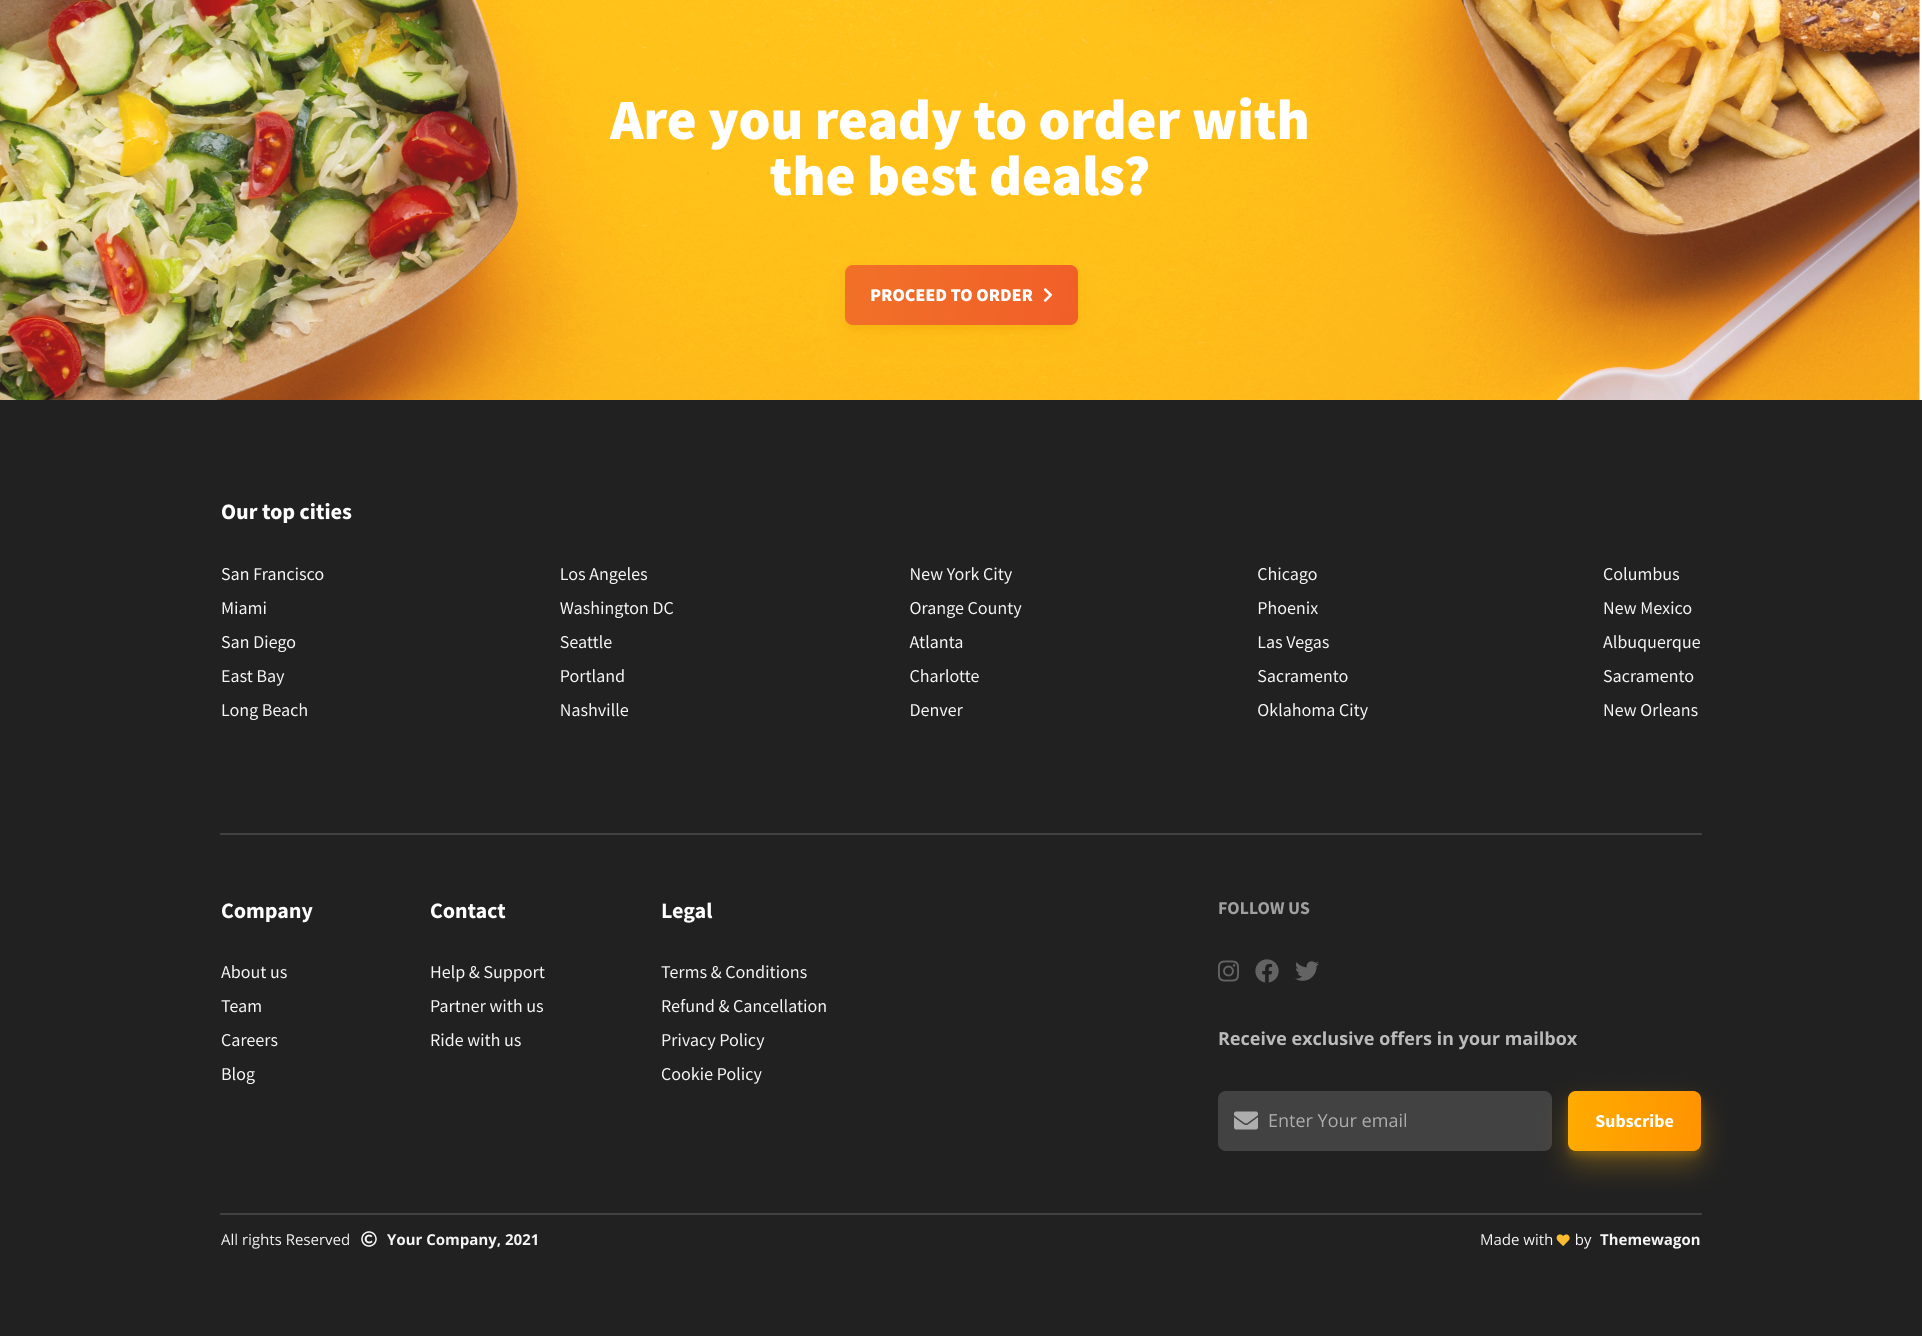 Are you ready to order with
the best deals?
PROCEED TO ORDER
Our top cities
San Francisco
Miami
San Diego
East Bay
Long Beach
Los Angeles
Washington DC
Seattle
Portland
Nashville
New York City
Orange County
Atlanta
Charlotte
Denver
Chicago
Phoenix
Las Vegas
Sacramento
Oklahoma City
Columbus
New Mexico
Albuquerque
Sacramento
New Orleans
Company
About us
Team
Careers
Blog
Contact
Help & Support
Partner with us
Ride with us
Legal
Terms & Conditions
Refund & Cancellation
Privacy Policy
Cookie Policy
FOLLOW US
Receive exclusive offers in your mailbox
Enter Your email
Subscribe
All rights Reserved © Your Company, 2021
Made with 🧡 by Themewagon